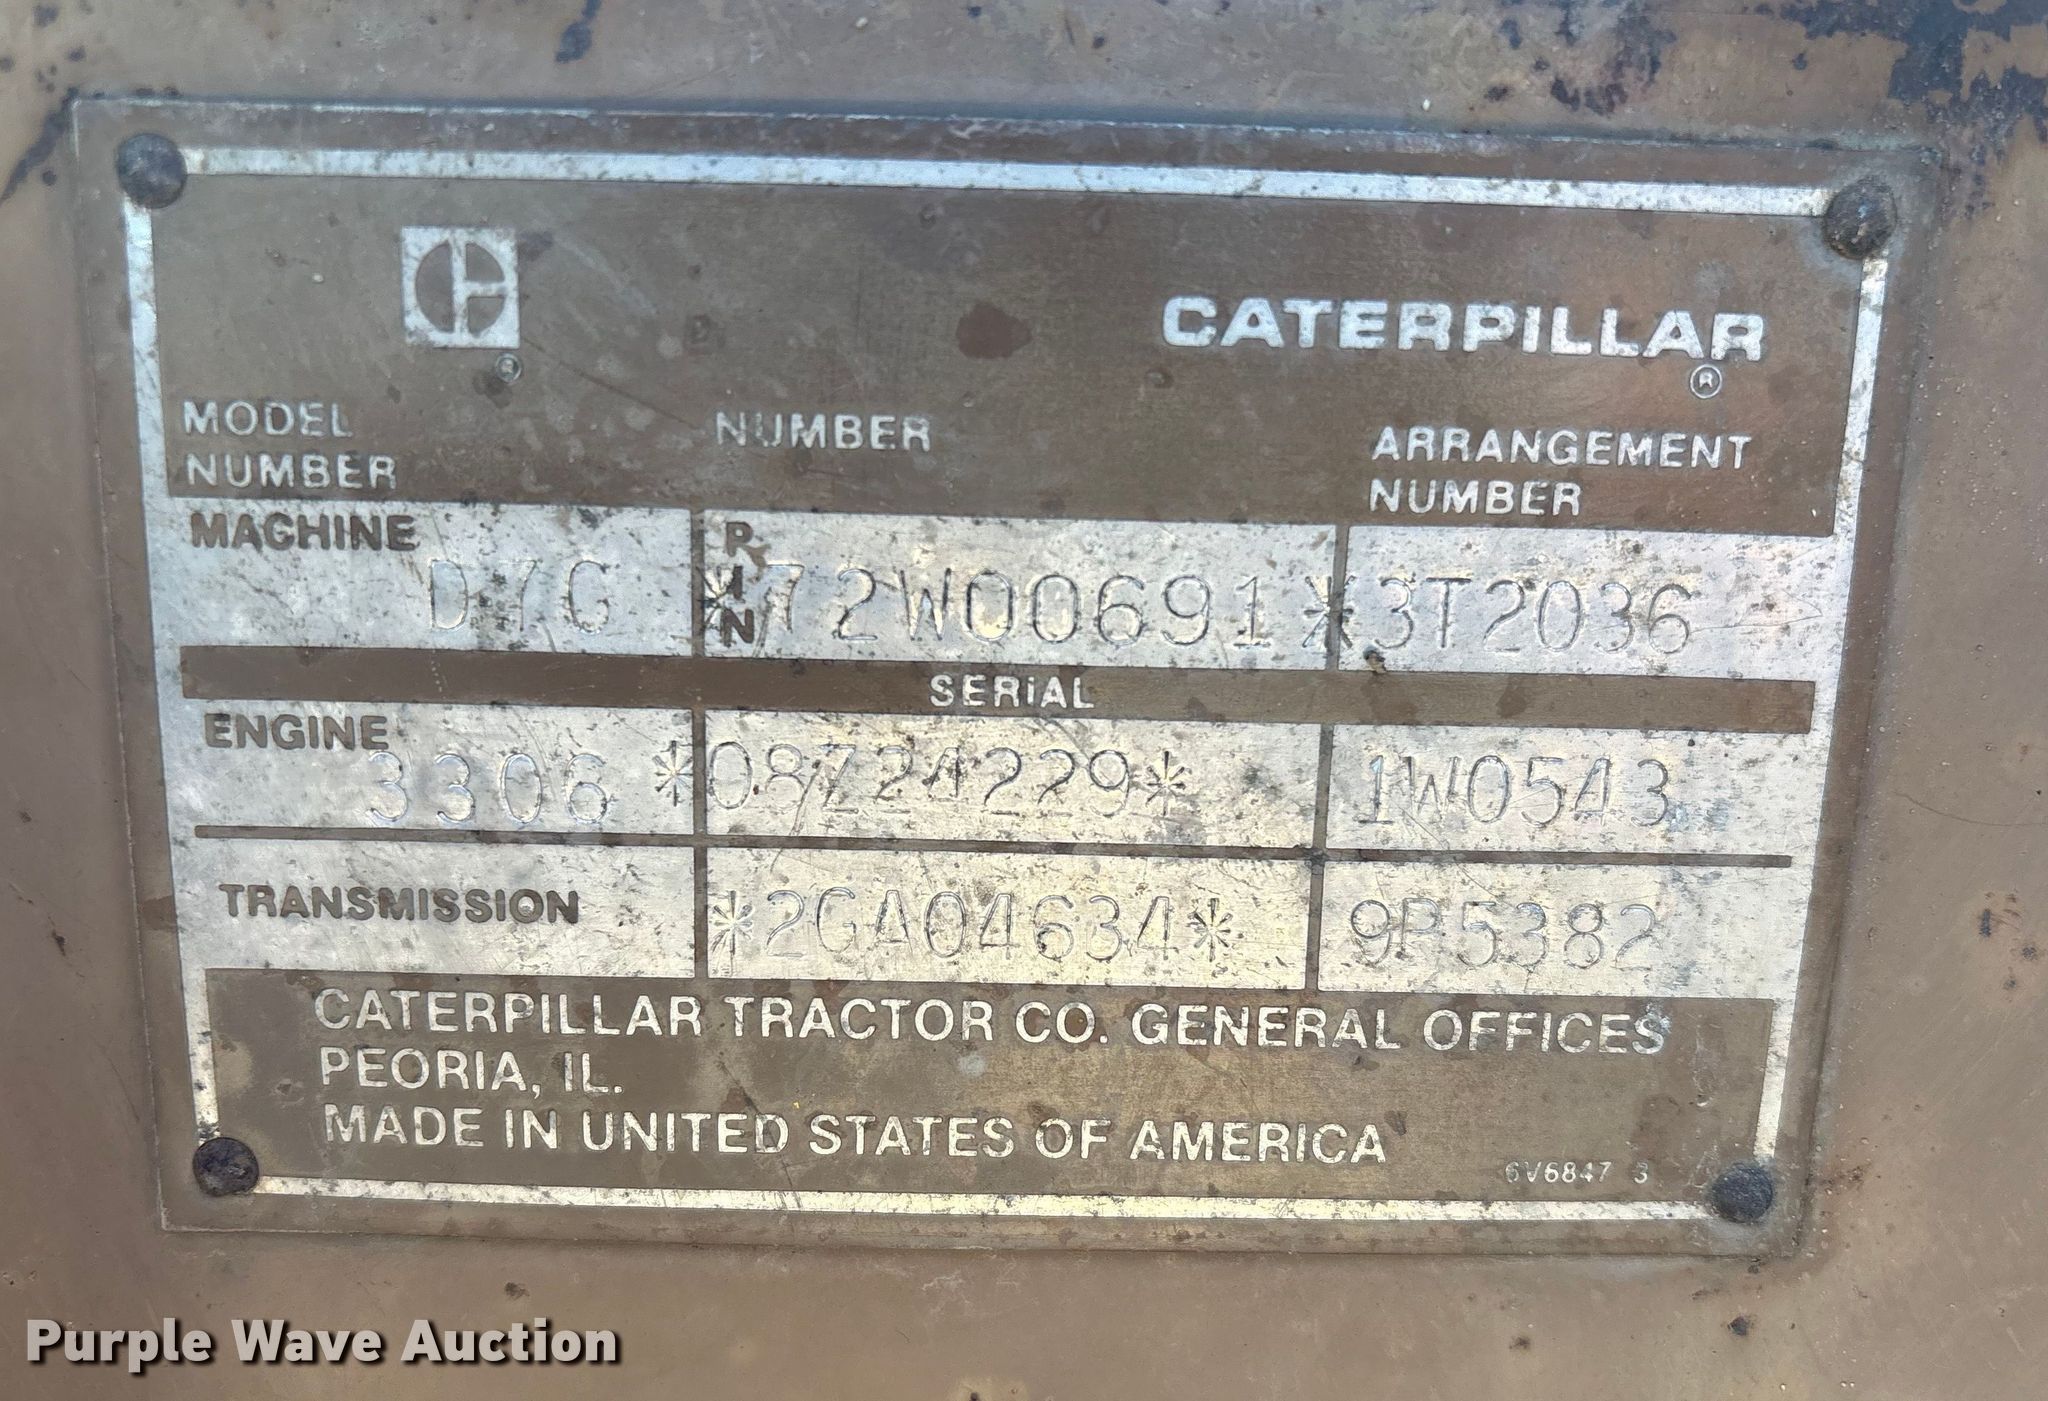 CATERPILLAR
®
MODEL
NUMBER
NUMBER
ARRANGEMENT
NUMBER
MACHINE D7G PIN *72W00691* 3T2036
SERIAL
ENGINE 3306 *08Z24229* 1W0543
TRANSMISSION *2GA04634* 9P5382
CATERPILLAR TRACTOR CO. GENERAL OFFICES
PEORIA, IL.
MADE IN UNITED STATES OF AMERICA
6V6847 3
Purple Wave Auction